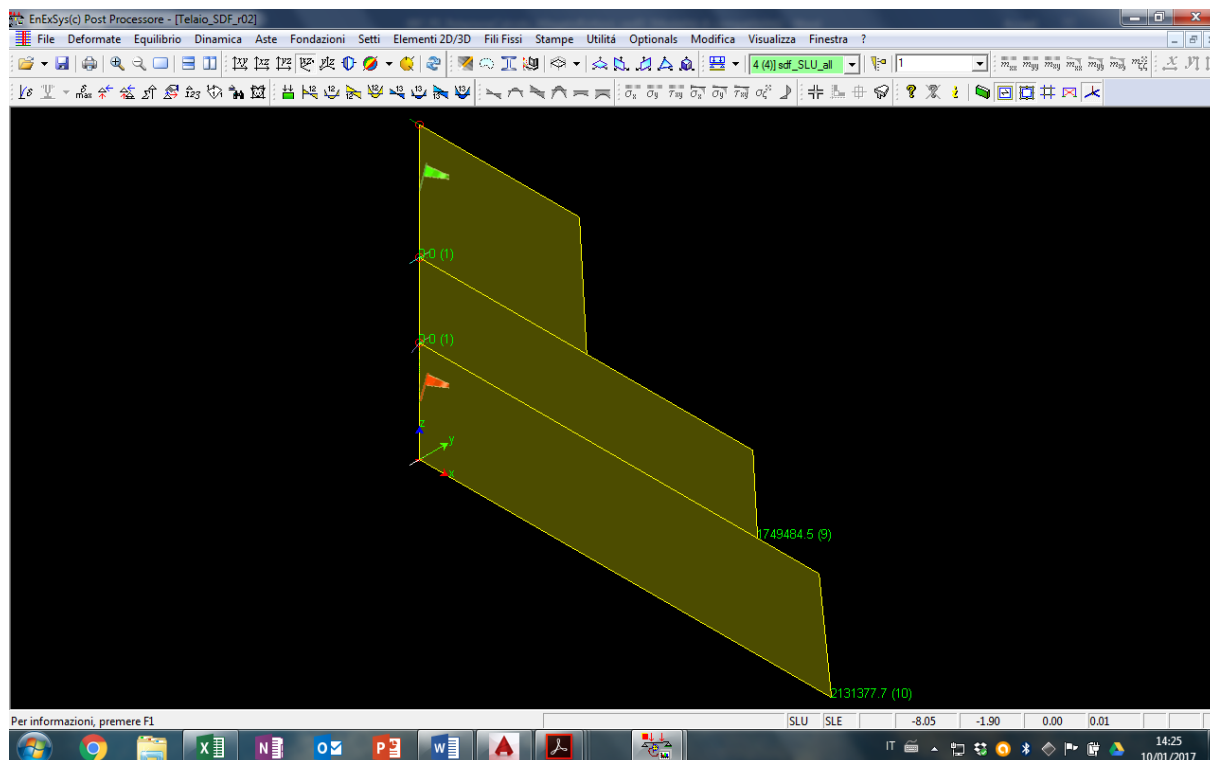 EnExSys(c) Post Processore - [Telaio_SDF_r02]
File Deformate Equilibrio Dinamica Aste Fondazioni Setti Elementi 2D/3D Fili Fissi Stampe Utilitá Optionals Modifica Visualizza Finestra ?
4 (4)] sdf_SLU_all 1
0.0 (1)
0.0 (1)
z
y
x
1749484.5 (9)
2131377.7 (10)
Per informazioni, premere F1 SLU SLE -8.05 -1.90 0.00 0.01
IT 14:25
10/01/2017